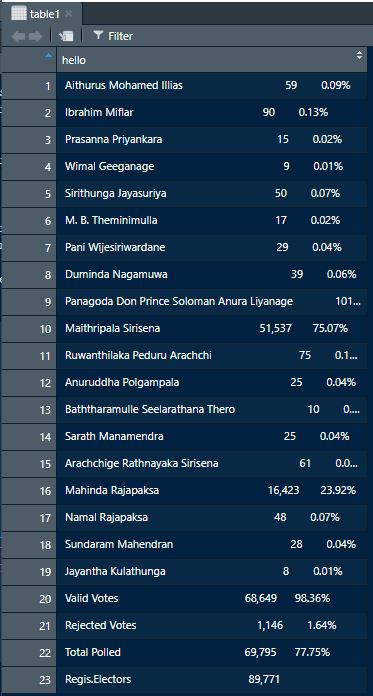 table1
Filter
hello
1 Aithurus Mohamed Illias 59 0.09%
2 Ibrahim Miflar 90 0.13%
3 Prasanna Priyankara 15 0.02%
4 Wimal Geeganage 9 0.01%
5 Sirithunga Jayasuriya 50 0.07%
6 M. B. Theminimulla 17 0.02%
7 Pani Wijesiriwardane 29 0.04%
8 Duminda Nagamuwa 39 0.06%
9 Panagoda Don Prince Soloman Anura Liyanage 101...
10 Maithripala Sirisena 51,537 75.07%
11 Ruwanthilaka Peduru Arachchi 75 0.1...
12 Anuruddha Polgampala 25 0.04%
13 Baththaramulle Seelarathana Thero 10 0....
14 Sarath Manamendra 25 0.04%
15 Arachchige Rathnayaka Sirisena 61 0.0...
16 Mahinda Rajapaksa 16,423 23.92%
17 Namal Rajapaksa 48 0.07%
18 Sundaram Mahendran 28 0.04%
19 Jayantha Kulathunga 8 0.01%
20 Valid Votes 68,649 98.36%
21 Rejected Votes 1,146 1.64%
22 Total Polled 69,795 77.75%
23 Regis.Electors 89,771